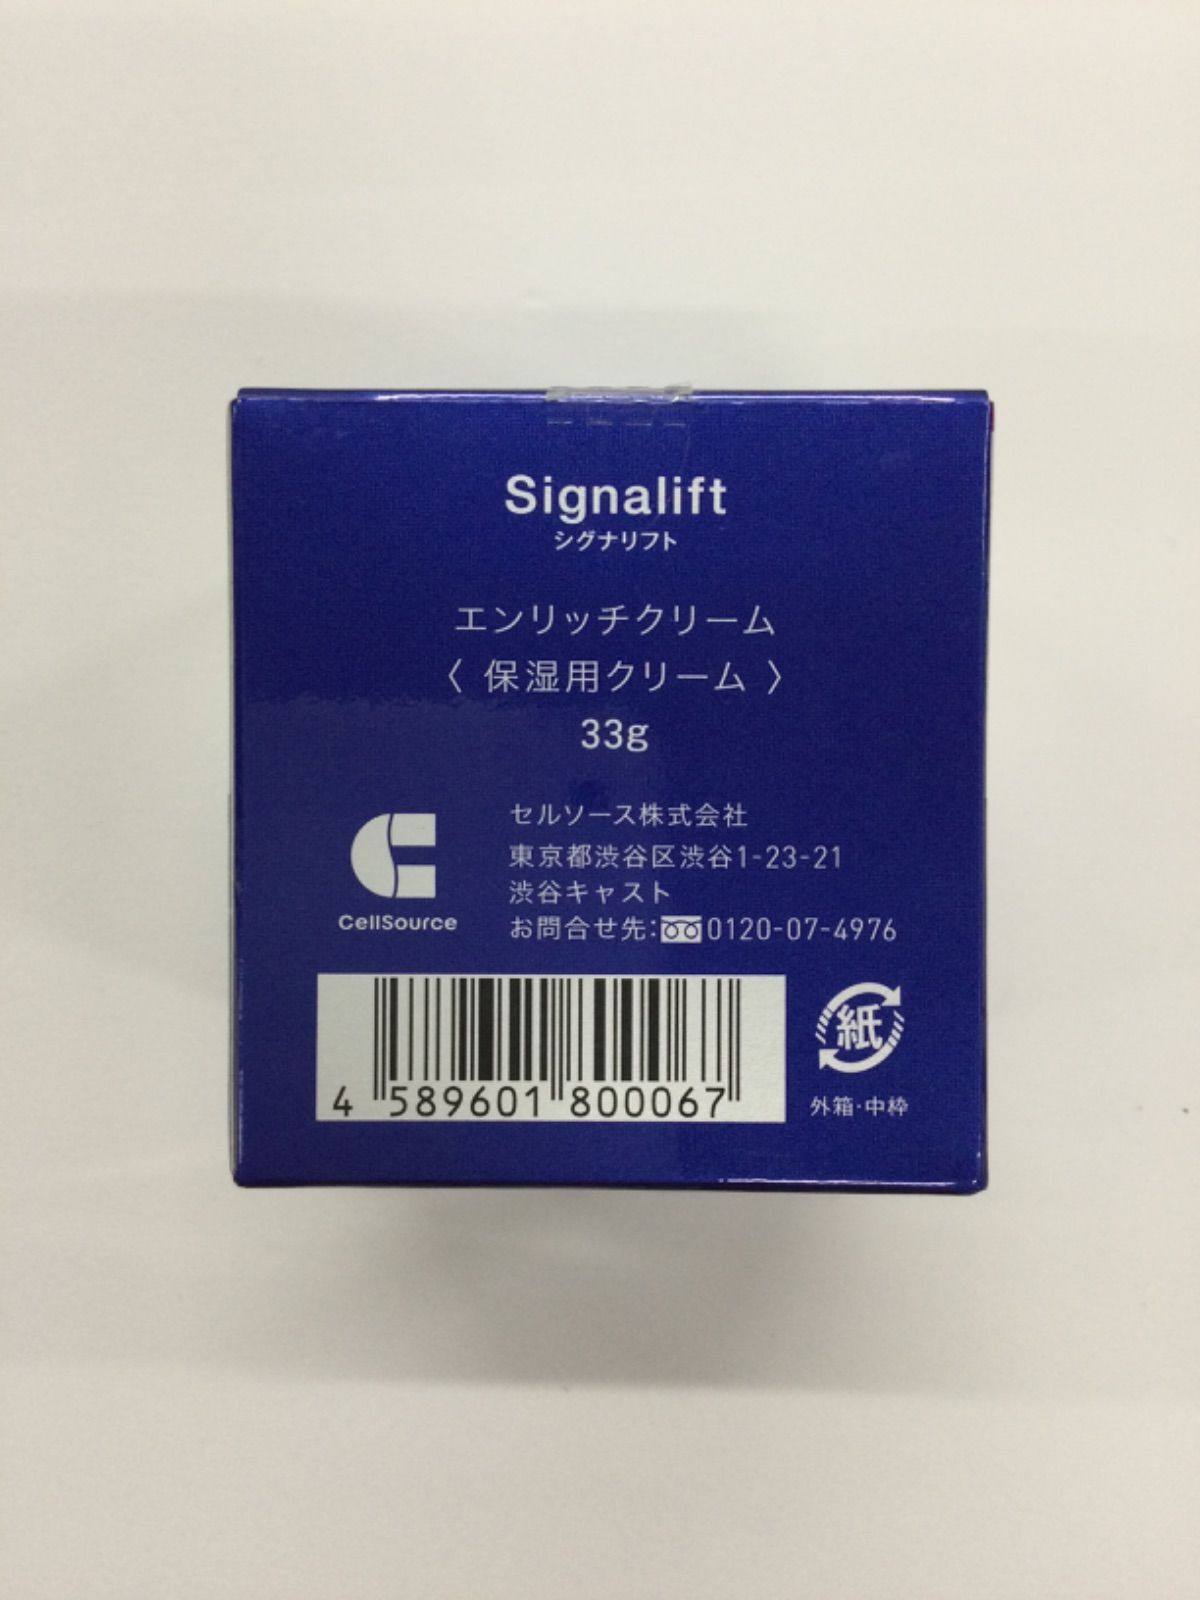 Signalift
シグナリフト
エンリッチクリーム
〈 保湿用クリーム 〉
33g
CellSource
セルソース株式会社
東京都渋谷区渋谷1-23-21
渋谷キャスト
お問合せ先:0120-07-4976
4 589601 800067
紙
外箱・中枠